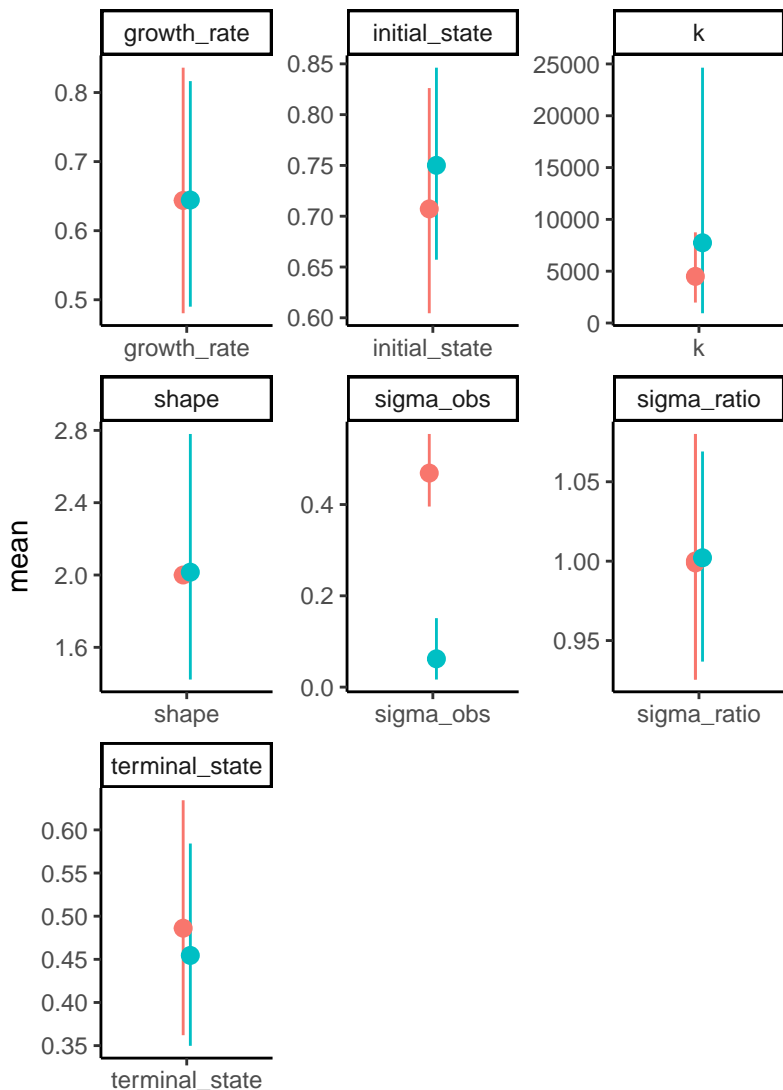 growth_rate
initial_state
k
0.8
0.7
0.6
0.5
0.85
0.80
0.75
0.70
0.65
0.60
25000
20000
15000
10000
5000
0
growth_rate
initial_state
k
shape
sigma_obs
sigma_ratio
mean
2.8
2.4
2.0
1.6
0.4
0.2
0.0
1.05
1.00
0.95
shape
sigma_obs
sigma_ratio
terminal_state
0.60
0.55
0.50
0.45
0.40
0.35
terminal_state